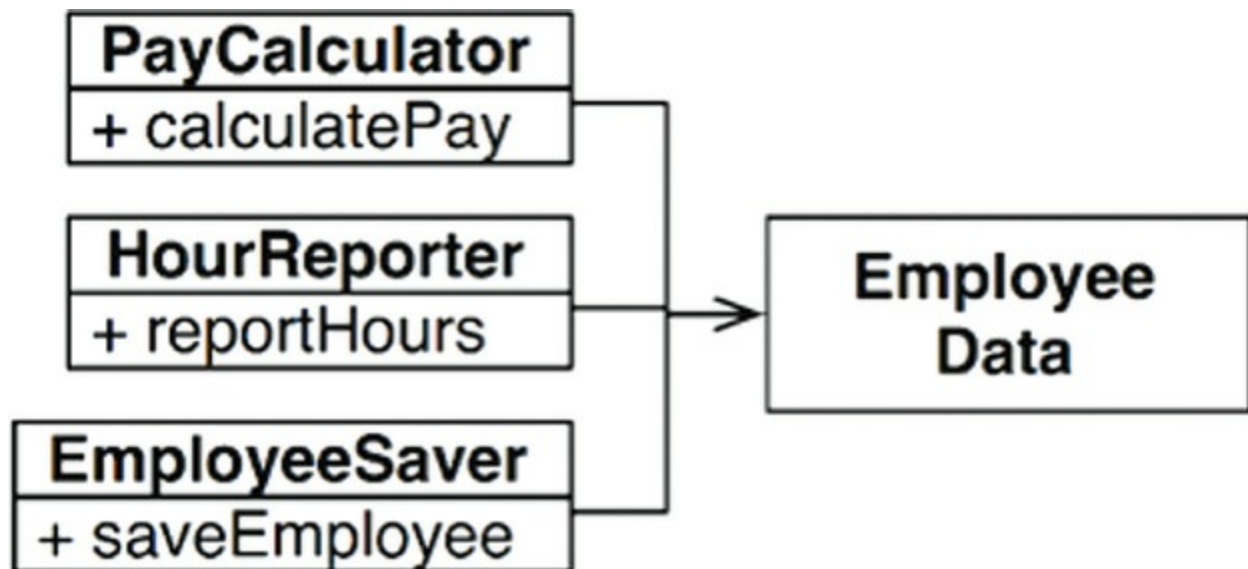 PayCalculator
+ calculatePay
HourReporter
+ reportHours
EmployeeSaver
+ saveEmployee
Employee
Data